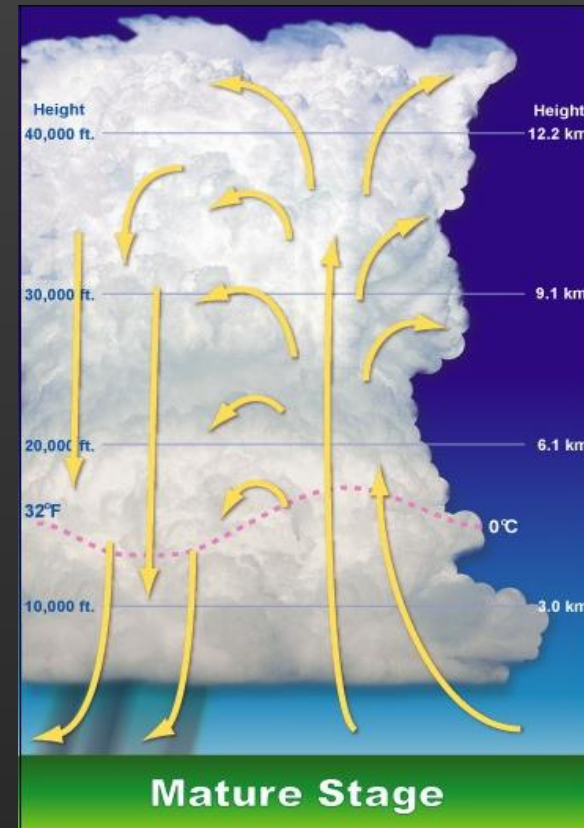 Height
40,000 ft.
Height
12.2 km
30,000 ft.
9.1 km
20,000 ft.
6.1 km
32°F
0°C
10,000 ft.
3.0 km
Mature Stage